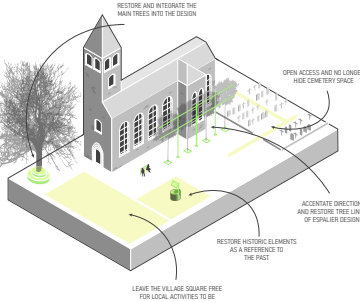 RESTORE AND INTEGRATE THE
MAIN TREES INTO THE DESIGN
OPEN ACCESS AND NO LONGE
HIDE CEMETERY SPACE
ACCENTUATE DIRECTION
AND RESTORE TREE LIN
OF ESPALIER DESIGN
RESTORE HISTORIC ELEMENTS
AS A REFERENCE TO
THE PAST
LEAVE THE VILLAGE SQUARE FREE
FOR LOCAL ACTIVITIES TO BE